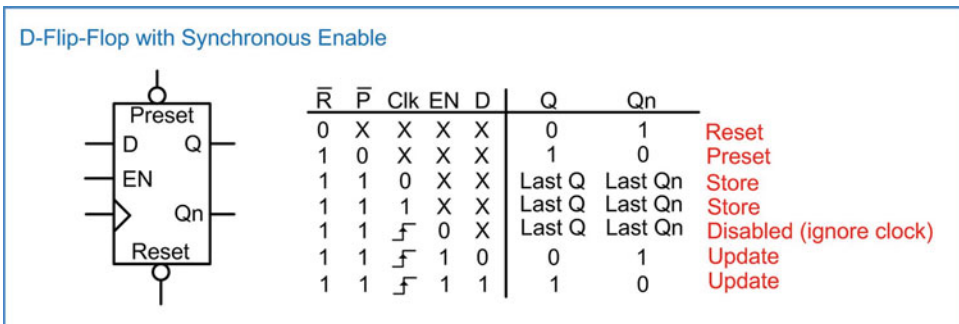 D-Flip-Flop with Synchronous Enable
Preset
D Q
EN
Qn
Reset
R̅ P̅ Clk EN D Q Qn
0 X X X X 0 1 Reset
1 0 X X X 1 0 Preset
1 1 0 X X Last Q Last Qn Store
1 1 1 X X Last Q Last Qn Store
1 1 0 X Last Q Last Qn Disabled (ignore clock)
1 1 1 0 0 1 Update
1 1 1 1 1 0 Update